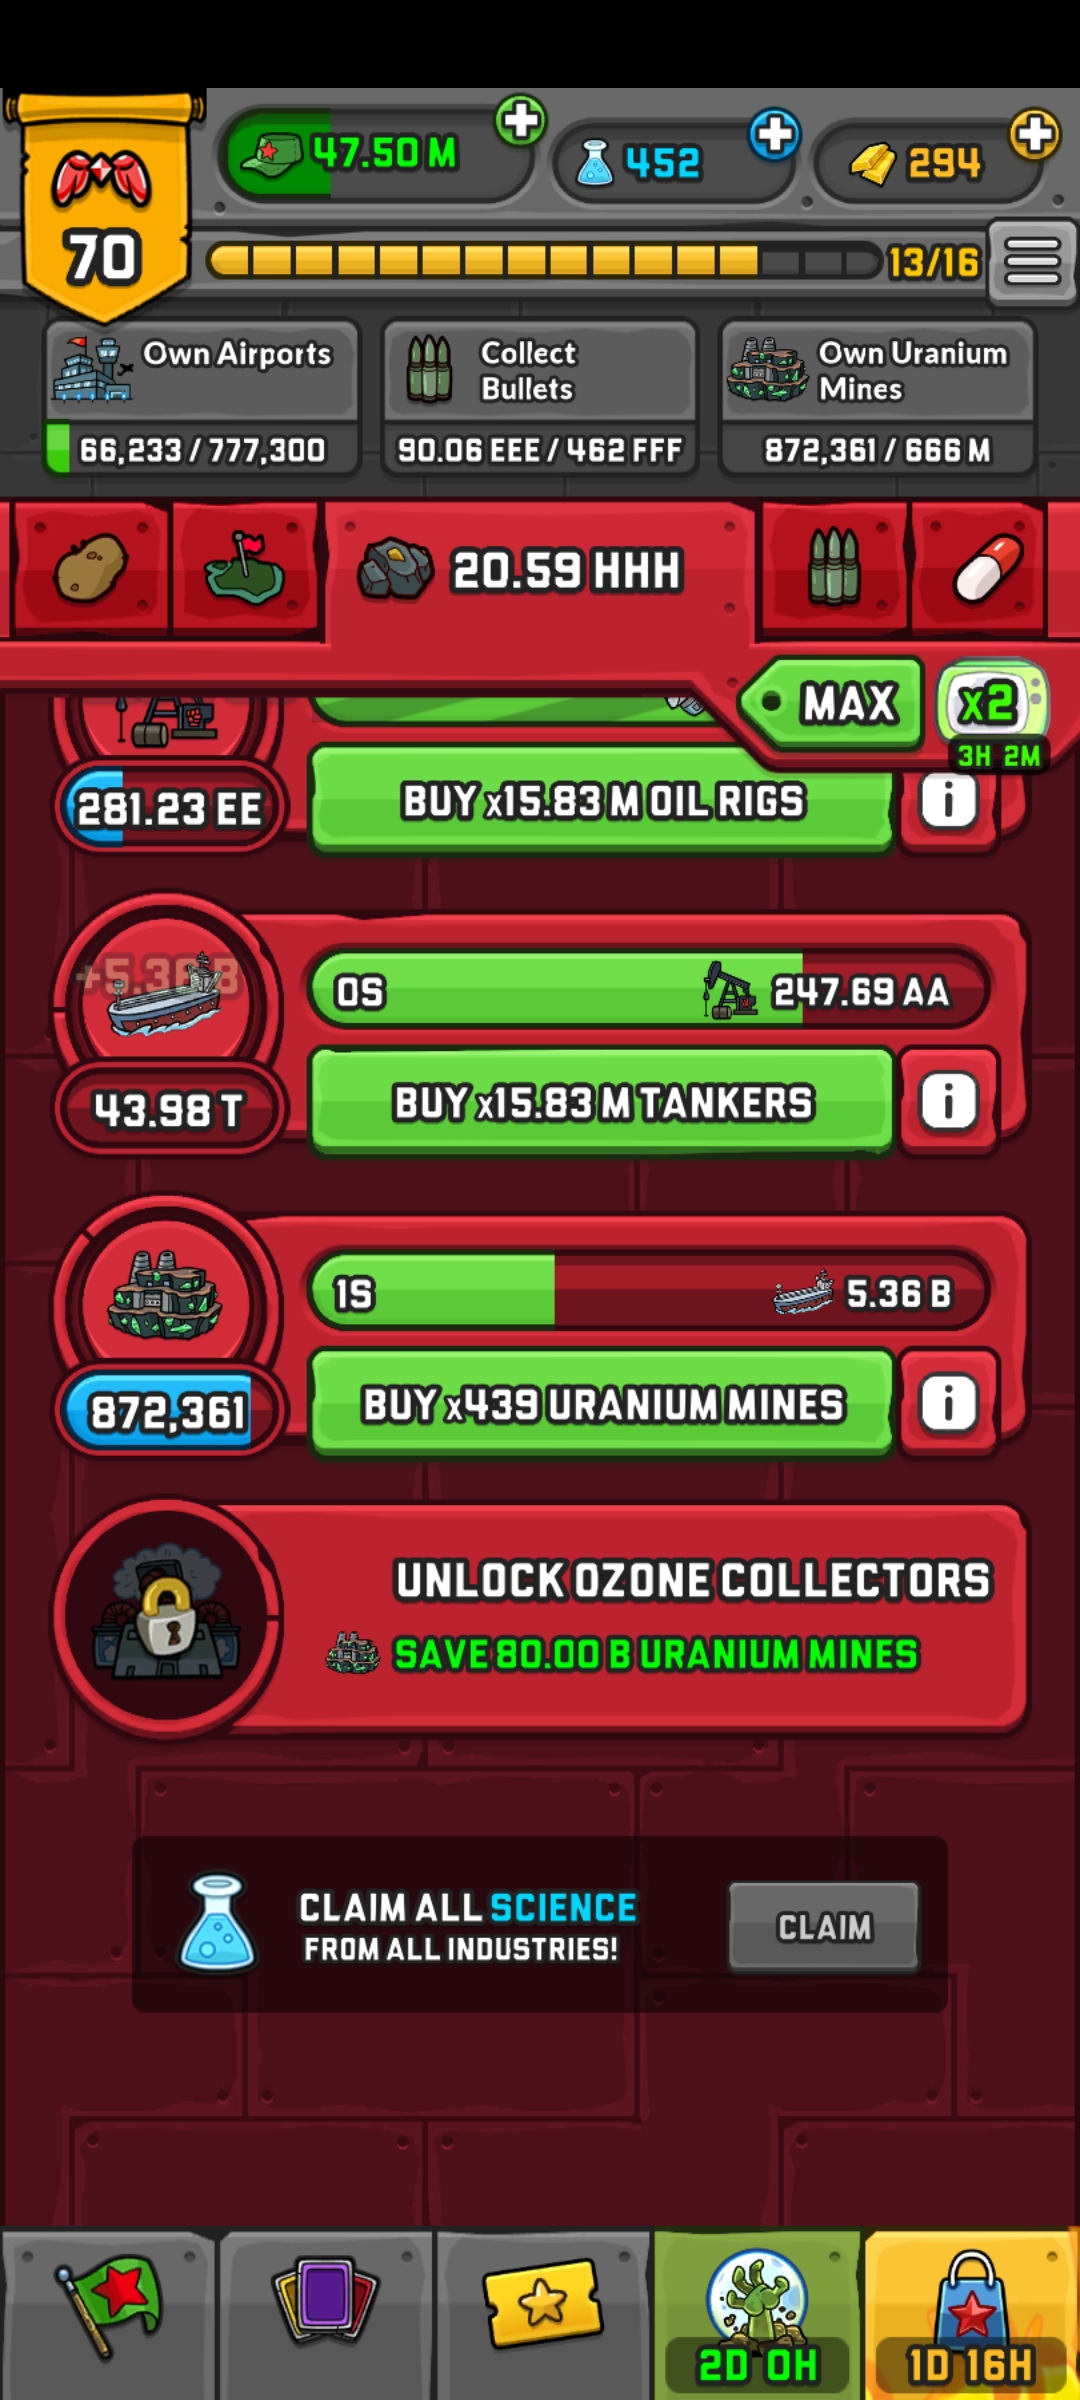 47.50 M
452
294
70
13/16
Own Airports
66,233 / 777,300
Collect
Bullets
90.06 EEE / 462 FFF
Own Uranium
Mines
872,361 / 666 M
20.59 HHH
MAX
x2
3H 2M
281.23 EE
BUY x15.83 M OIL RIGS
i
+5.36 B
0S
247.69 AA
43.98 T
BUY x15.83 M TANKERS
i
1S
5.36 B
872,361
BUY x439 URANIUM MINES
i
UNLOCK OZONE COLLECTORS
SAVE 80.00 B URANIUM MINES
CLAIM ALL SCIENCE
FROM ALL INDUSTRIES!
CLAIM
2D 0H
1D 16H